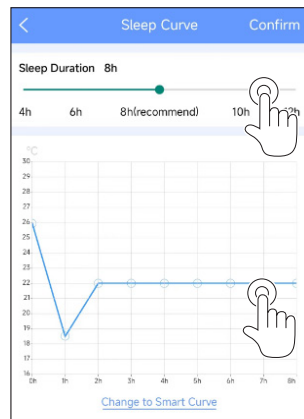 Sleep Curve Confirm
Sleep Duration 8h
4h 6h 8h(recommend) 10h
°C
30
29
28
27
26
25
24
23
22
21
20
19
18
17
16
0h 1h 2h 3h 4h 5h 6h 7h 8h
Change to Smart Curve